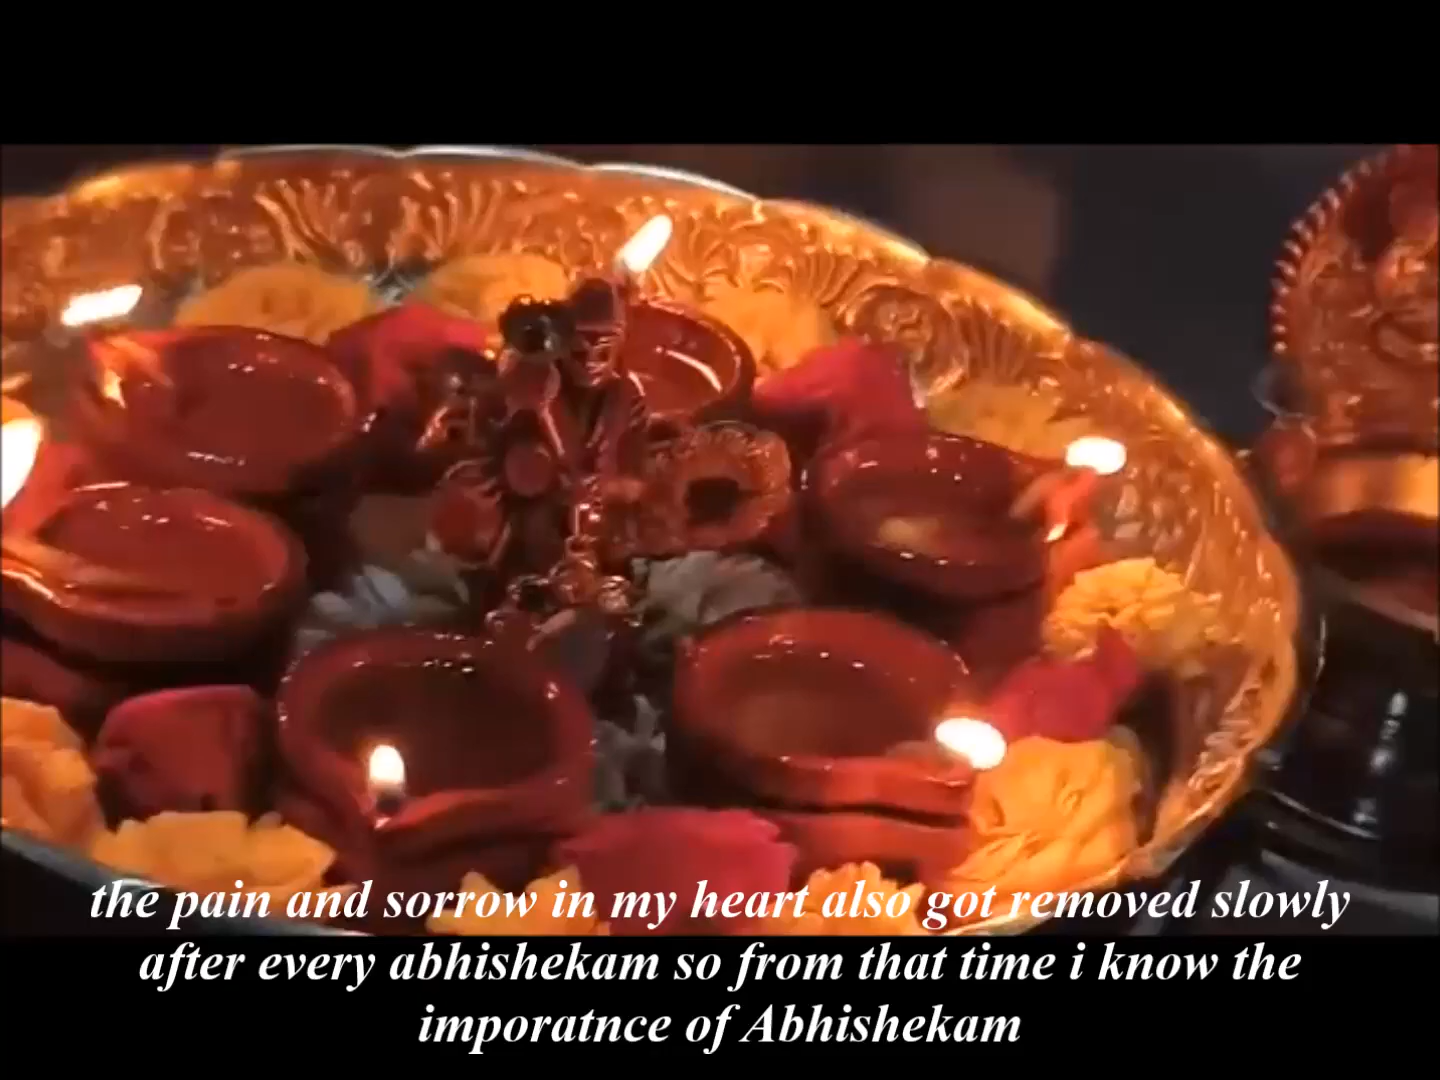 the pain and sorrow in my heart also got removed slowly
after every abhishekam so from that time i know the
imporatnce of Abhishekam